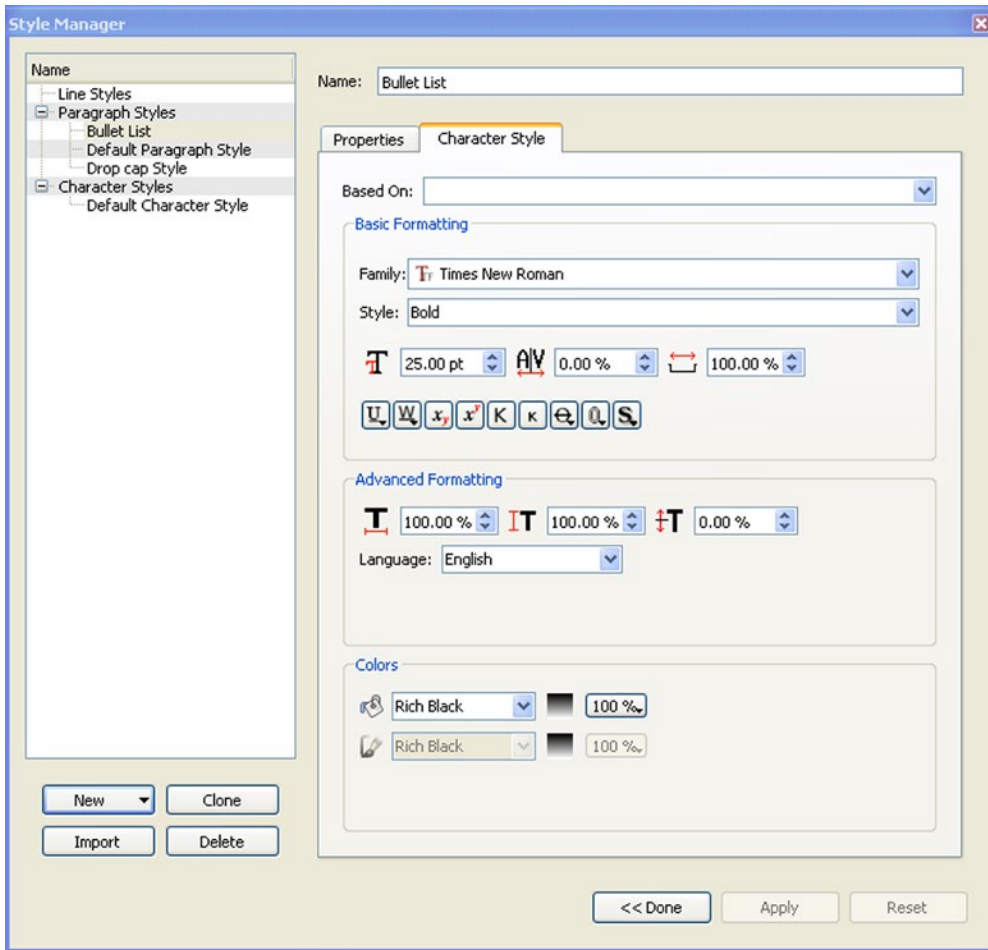 Style Manager
Name
Line Styles
Paragraph Styles
Bullet List
Default Paragraph Style
Drop cap Style
Character Styles
Default Character Style
New
Clone
Import
Delete
Name: Bullet List
Properties Character Style
Based On:
Basic Formatting
Family: Times New Roman
Style: Bold
25.00 pt 0.00 % 100.00 %
Advanced Formatting
100.00 % 100.00 % 0.00 %
Language: English
Colors
Rich Black 100 %
Rich Black 100 %
<< Done Apply Reset